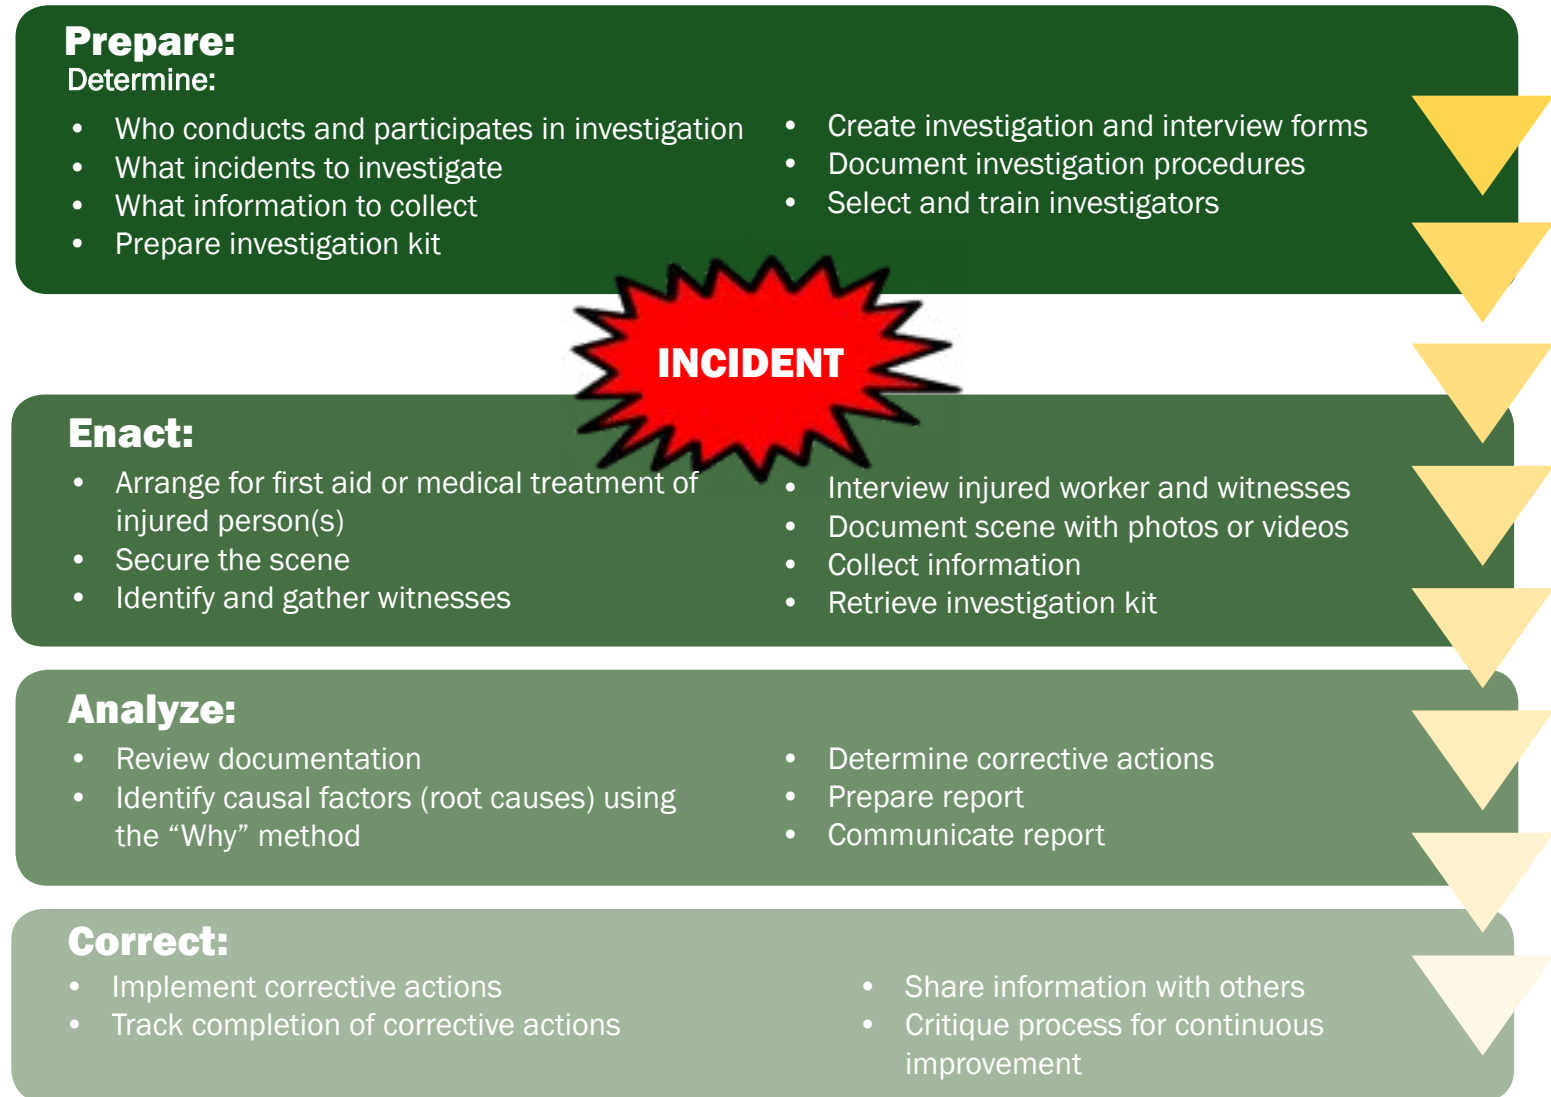 Prepare:
Determine:
• Who conducts and participates in investigation
• What incidents to investigate
• What information to collect
• Prepare investigation kit
• Create investigation and interview forms
• Document investigation procedures
• Select and train investigators
INCIDENT
Enact:
• Arrange for first aid or medical treatment of
injured person(s)
• Secure the scene
• Identify and gather witnesses
• Interview injured worker and witnesses
• Document scene with photos or videos
• Collect information
• Retrieve investigation kit
Analyze:
• Review documentation
• Identify causal factors (root causes) using
the “Why” method
• Determine corrective actions
• Prepare report
• Communicate report
Correct:
• Implement corrective actions
• Track completion of corrective actions
• Share information with others
• Critique process for continuous
improvement